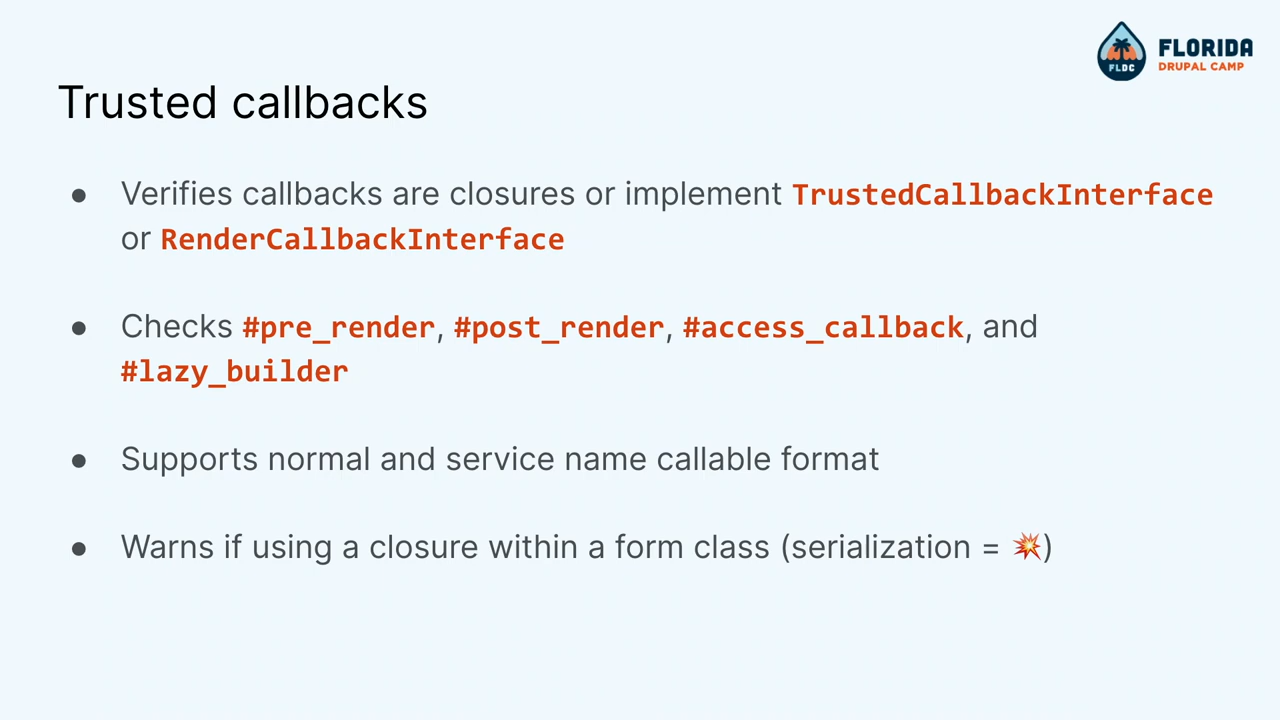 FLORIDA
DRUPAL CAMP
FLDC
Trusted callbacks
● Verifies callbacks are closures or implement TrustedCallbackInterface
or RenderCallbackInterface
● Checks #pre_render, #post_render, #access_callback, and
#lazy_builder
● Supports normal and service name callable format
● Warns if using a closure within a form class (serialization = 💥)